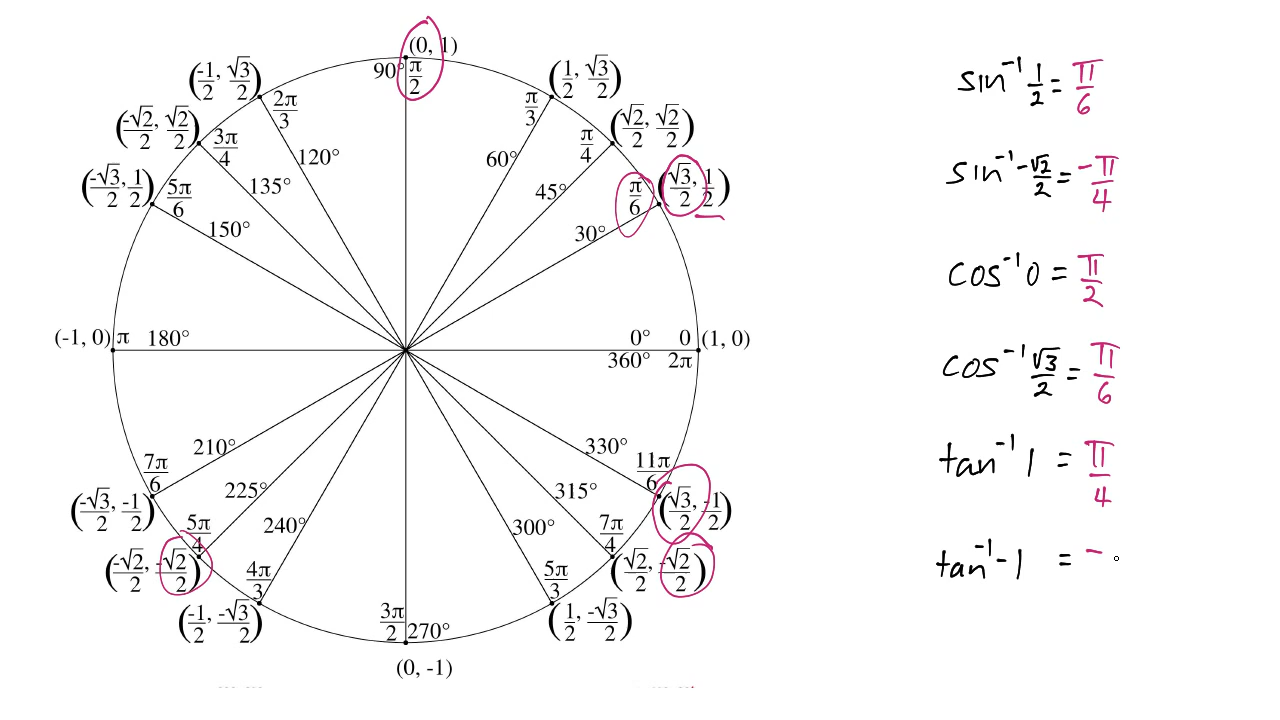 (0, 1)
90° π/2
(-1/2, √3/2)
2π/3
120°
(-√2/2, √2/2)
3π/4
135°
(-√3/2, 1/2)
5π/6
150°
(1/2, √3/2)
π/3
60°
(√2/2, √2/2)
π/4
45°
(√3/2, 1/2)
π/6
30°
(-1, 0) π 180°
0° 0 (1, 0)
360° 2π
210°
7π/6
(-√3/2, -1/2)
225°
5π/4
(-√2/2, -√2/2)
240°
4π/3
(-1/2, -√3/2)
330°
11π/6
(√3/2, -1/2)
315°
7π/4
(√2/2, -√2/2)
300°
5π/3
(1/2, -√3/2)
3π/2 270°
(0, -1)
sin⁻¹ 1/2 = π/6
sin⁻¹ -√2/2 = -π/4
cos⁻¹ 0 = π/2
cos⁻¹ √3/2 = π/6
tan⁻¹ 1 = π/4
tan⁻¹ -1 = -